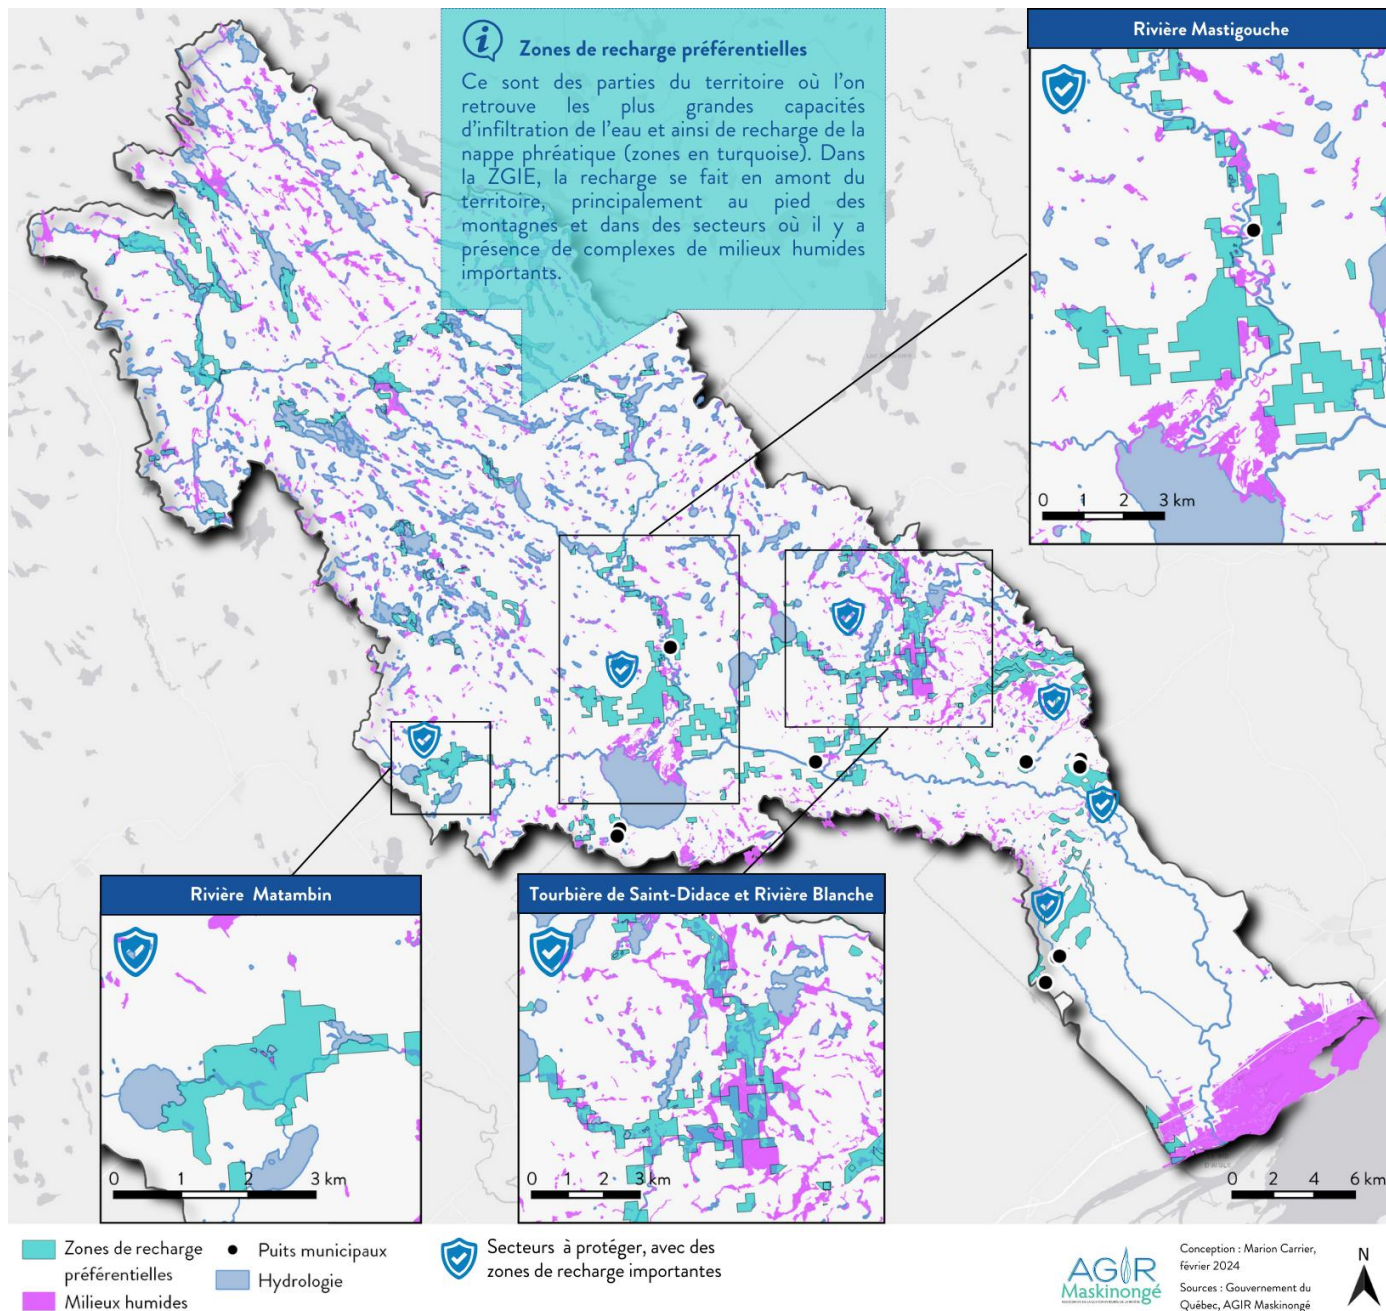 Zones de recharge préférentielles
Ce sont des parties du territoire où l'on
retrouve les plus grandes capacités
d'infiltration de l'eau et ainsi de recharge de la
nappe phréatique (zones en turquoise). Dans
la ZGIE, la recharge se fait en amont du
territoire, principalement au pied des
montagnes et dans des secteurs où il y a
présence de complexes de milieux humides
importants.
Rivière Mastigouche
0 1 2 3 km
Rivière Matambin
0 1 2 3 km
Tourbière de Saint-Didace et Rivière Blanche
0 1 2 3 km
0 2 4 6 km
Zones de recharge
préférentielles
Milieux humides
Puits municipaux
Hydrologie
Secteurs à protéger, avec des
zones de recharge importantes
AGIR
Maskinongé
Conception : Marion Carrier,
février 2024
Sources : Gouvernement du
Québec, AGIR Maskinongé
N